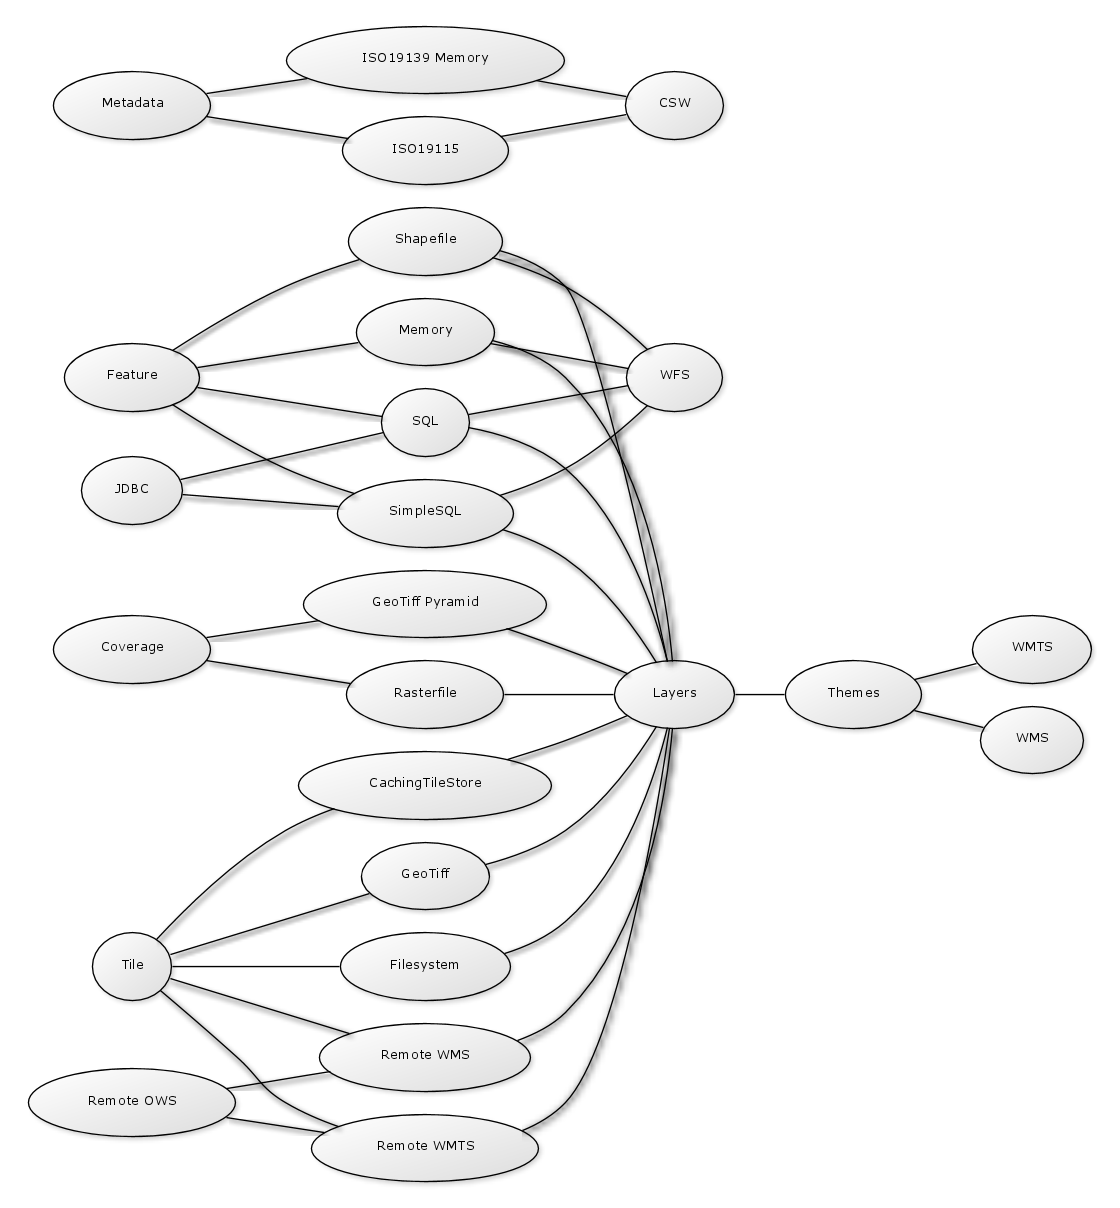 ISO19139 Memory
Metadata
CSW
ISO19115
Shapefile
Memory
Feature
WFS
SQL
JDBC
SimpleSQL
GeoTiff Pyramid
Coverage
WMTS
Rasterfile
Layers
Themes
WMS
CachingTileStore
GeoTiff
Tile
Filesystem
Remote WMS
Remote OWS
Remote WMTS